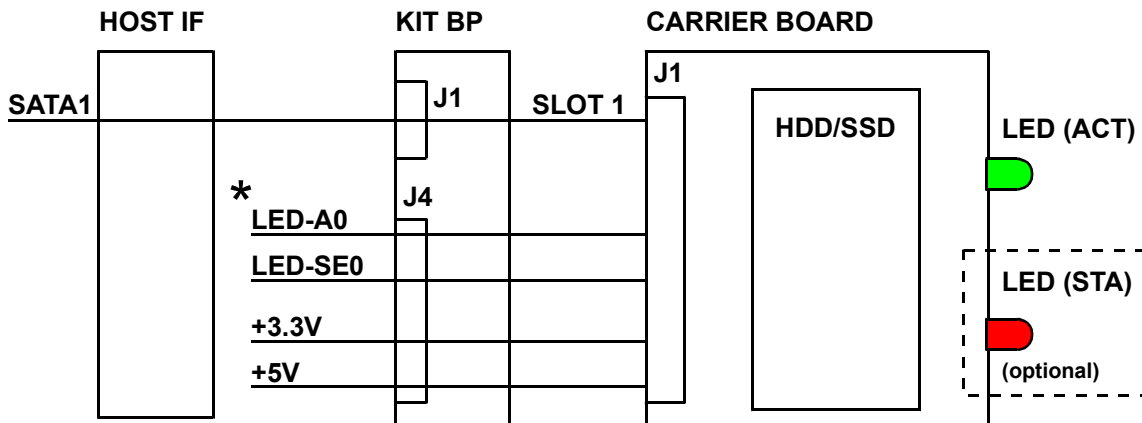 HOST IF
KIT BP
CARRIER BOARD
SATA1
J1
SLOT 1
J1
HDD/SSD
LED (ACT)
*
J4
LED-A0
LED-SE0
+3.3V
+5V
LED (STA)
(optional)